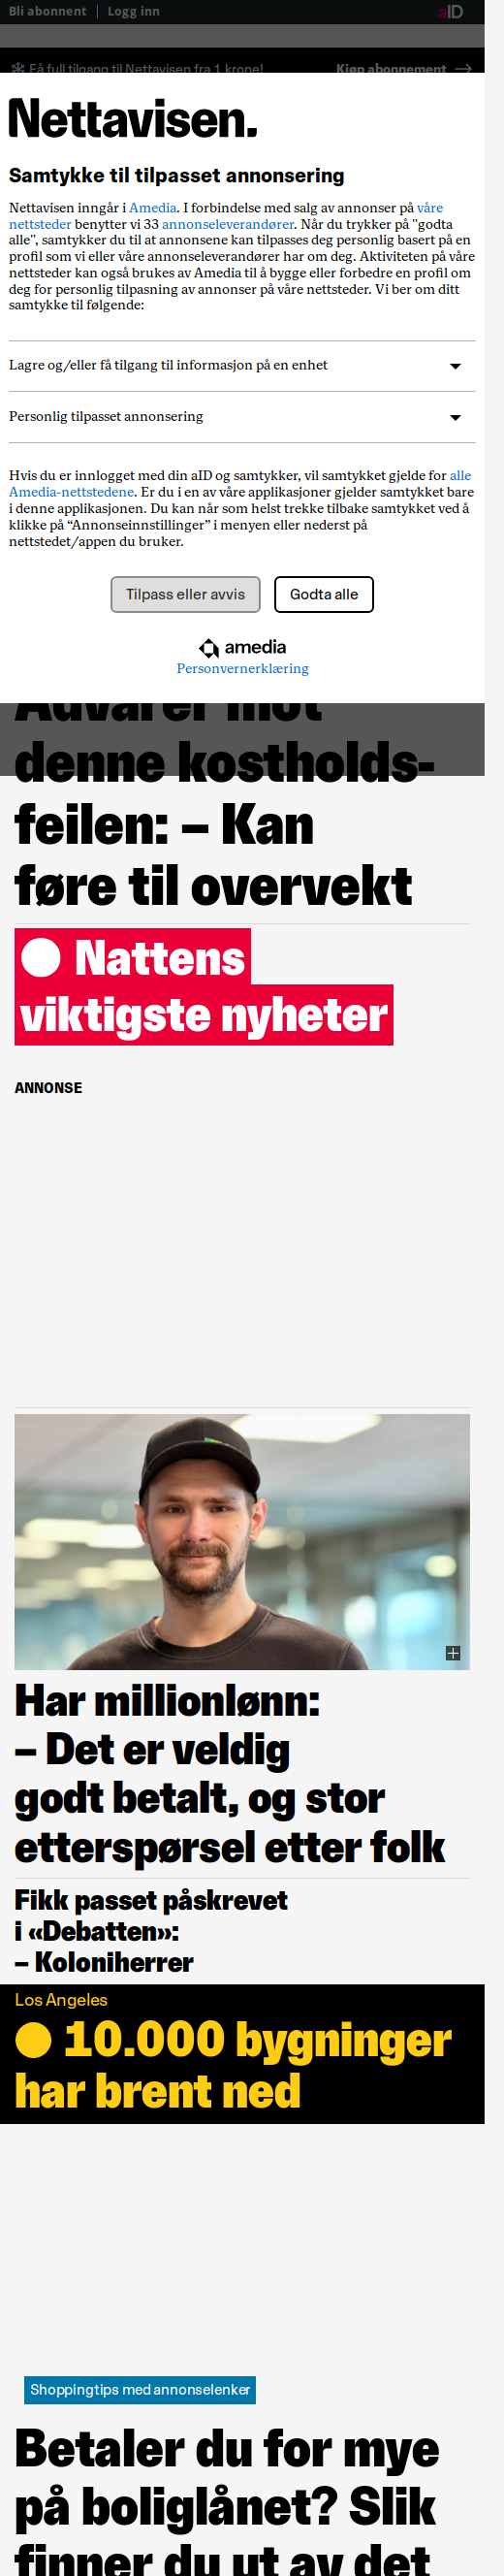 Bli abonnent | Logg inn
aID
Få full tilgang til Nettavisen fra 1 krone!
Kjøp abonnement →
Nettavisen.
Samtykke til tilpasset annonsering
Nettavisen inngår i Amedia. I forbindelse med salg av annonser på våre
nettsteder benytter vi 33 annonseleverandører. Når du trykker på "godta
alle", samtykker du til at annonsene kan tilpasses deg personlig basert på en
profil som vi eller våre annonseleverandører har om deg. Aktiviteten på våre
nettsteder kan også brukes av Amedia til å bygge eller forbedre en profil om
deg for personlig tilpasning av annonser på våre nettsteder. Vi ber om ditt
samtykke til følgende:
Lagre og/eller få tilgang til informasjon på en enhet
Personlig tilpasset annonsering
Hvis du er innlogget med din aID og samtykker, vil samtykket gjelde for alle
Amedia-nettstedene. Er du i en av våre applikasjoner gjelder samtykket bare
i denne applikasjonen. Du kan når som helst trekke tilbake samtykket ved å
klikke på “Annonseinnstillinger” i menyen eller nederst på
nettstedet/appen du bruker.
Tilpass eller avvis
Godta alle
amedia
Personvernerklæring
Advarer mot
denne kostholds-
feilen: – Kan
føre til overvekt
Nattens
viktigste nyheter
ANNONSE
Har millionlønn:
– Det er veldig
godt betalt, og stor
etterspørsel etter folk
Fikk passet påskrevet
i «Debatten»:
– Koloniherrer
Los Angeles
10.000 bygninger
har brent ned
Shoppingtips med annonselenker
Betaler du for mye
på boliglånet? Slik
finner du ut av det